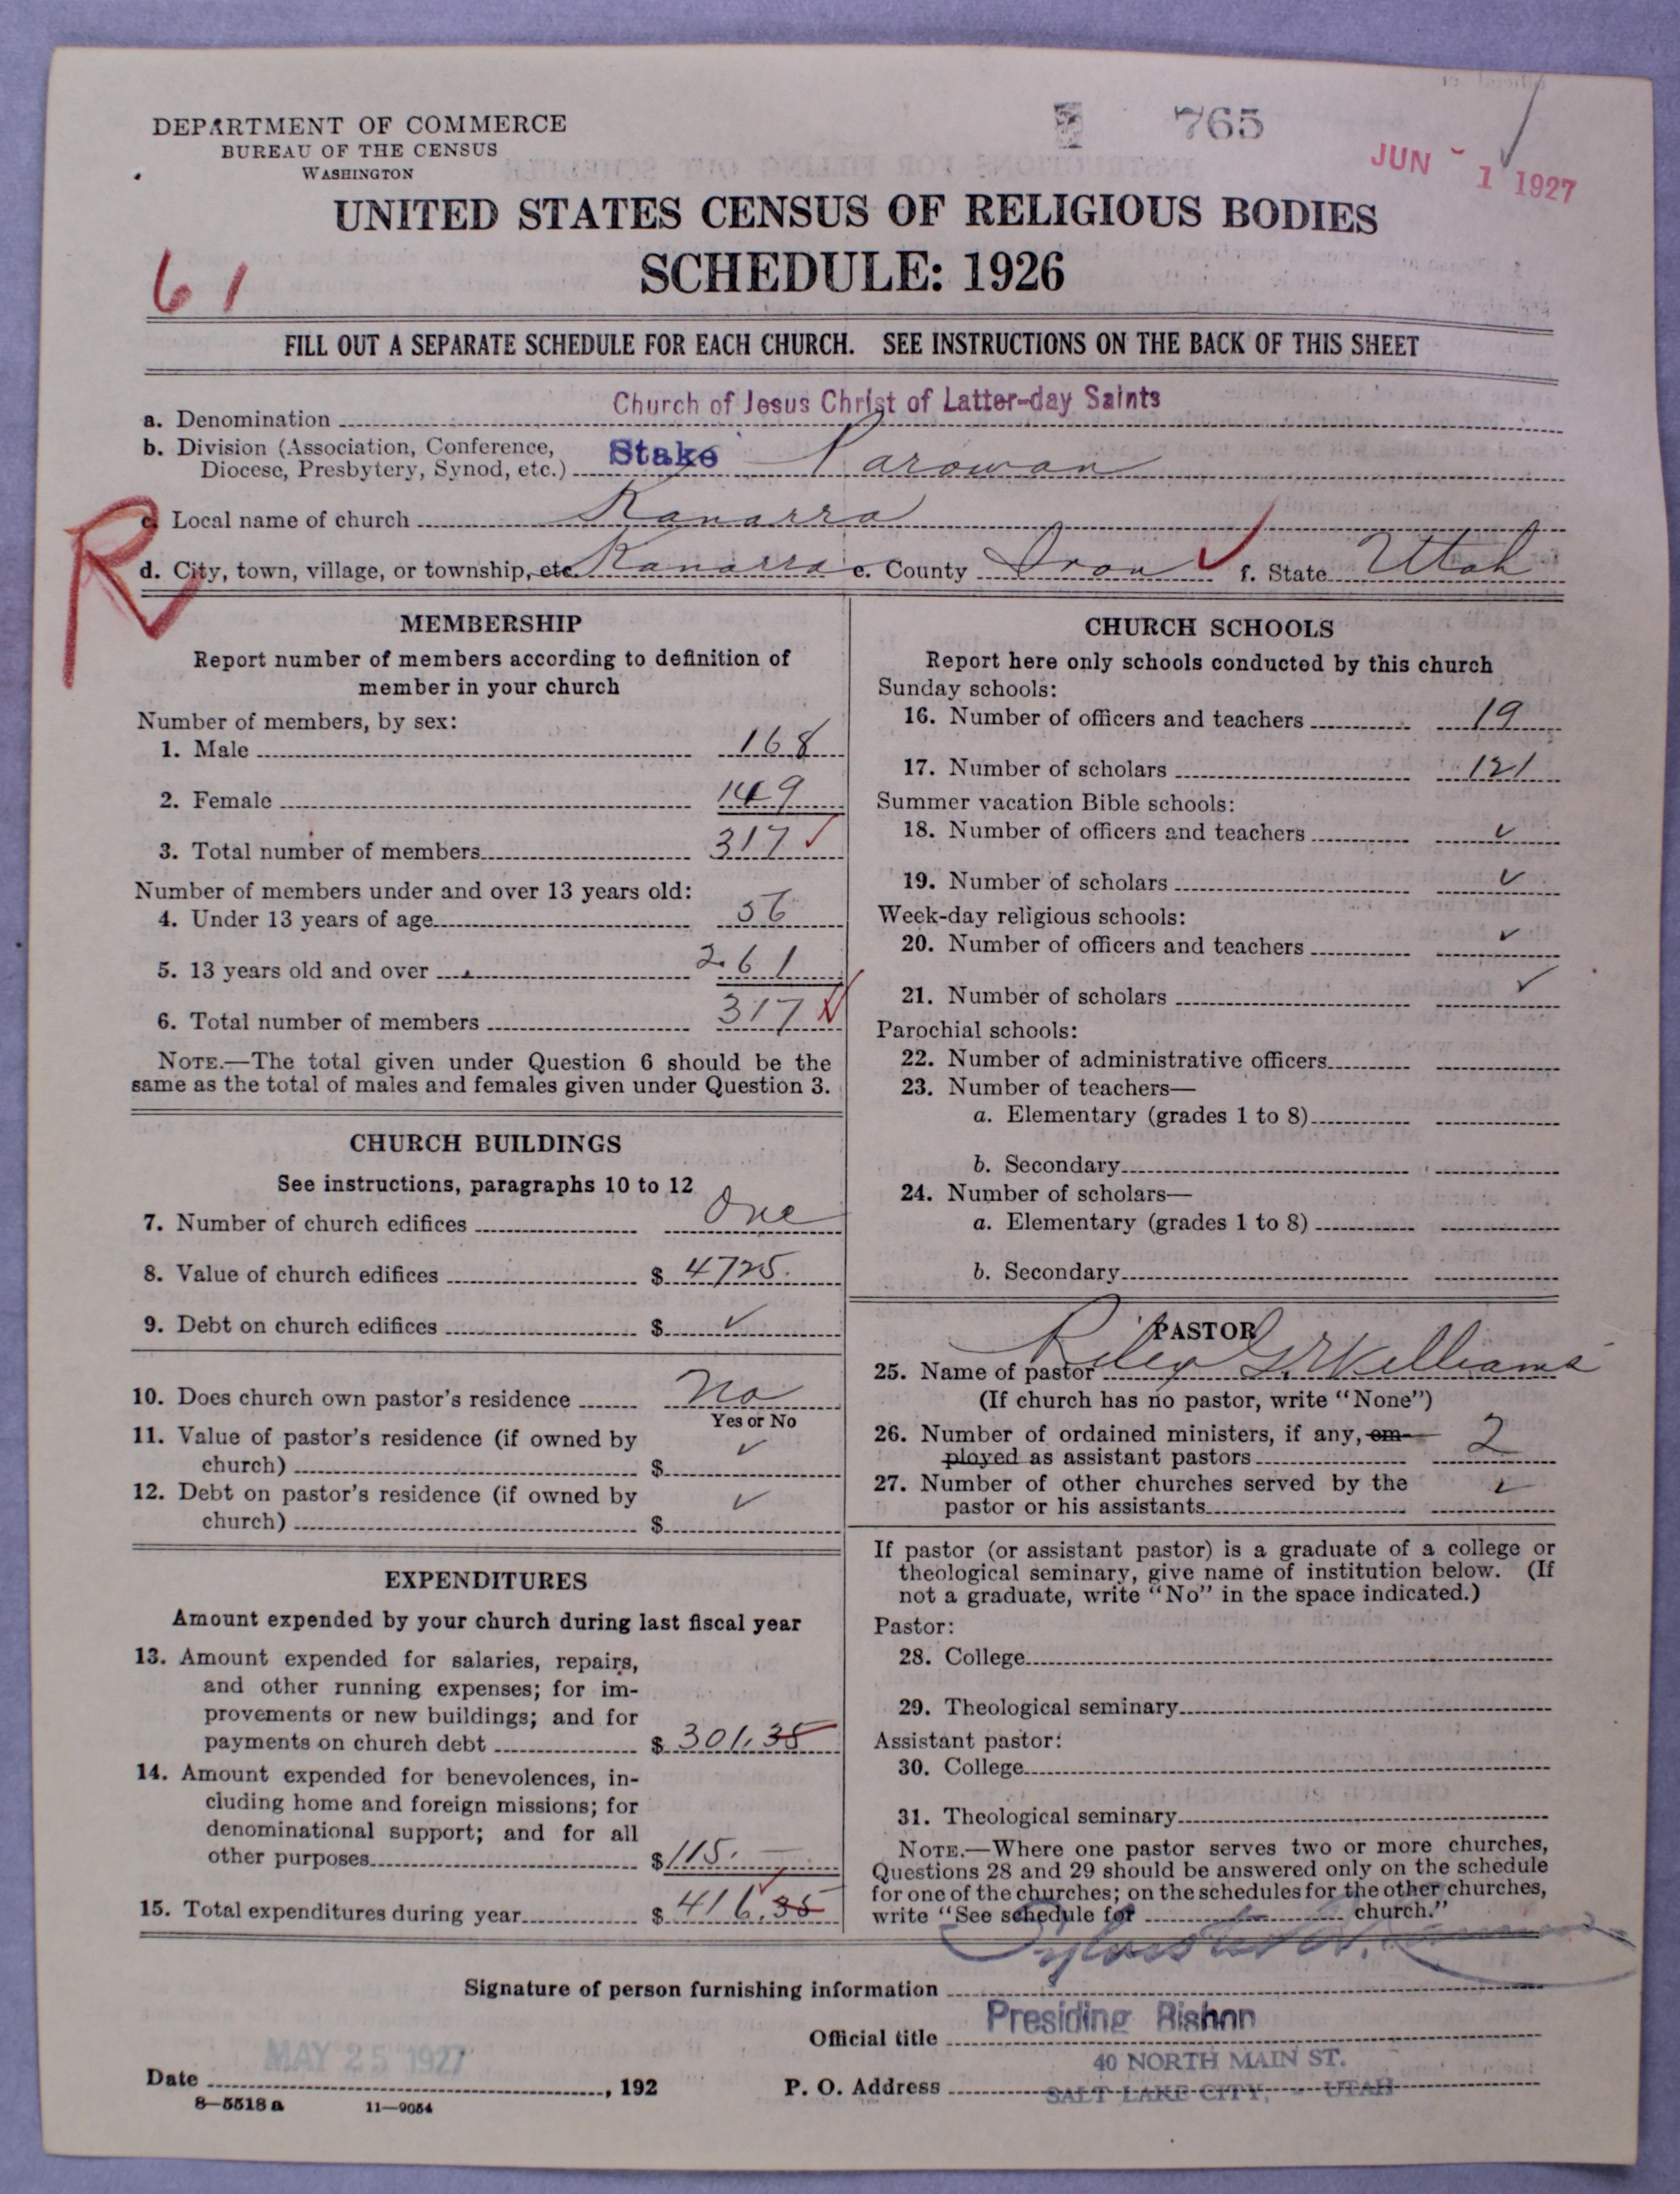 DEPARTMENT OF COMMERCE
BUREAU OF THE CENSUS
WASHINGTON
765
JUN - 1 1927
UNITED STATES CENSUS OF RELIGIOUS BODIES
SCHEDULE: 1926
61
FILL OUT A SEPARATE SCHEDULE FOR EACH CHURCH. SEE INSTRUCTIONS ON THE BACK OF THIS SHEET
a. Denomination Church of Jesus Christ of Latter-day Saints
b. Division (Association, Conference,
Diocese, Presbytery, Synod, etc.) Stake Parowan
R
c. Local name of church Kanarra
d. City, town, village, or township, etc. Kanarra e. County Iron f. State Utah
MEMBERSHIP
Report number of members according to definition of
member in your church
Number of members, by sex:
1. Male 168
2. Female 149
3. Total number of members 317
Number of members under and over 13 years old:
4. Under 13 years of age 56
5. 13 years old and over 261
6. Total number of members 317
NOTE.—The total given under Question 6 should be the
same as the total of males and females given under Question 3.
CHURCH BUILDINGS
See instructions, paragraphs 10 to 12
7. Number of church edifices One
8. Value of church edifices $ 4725.
9. Debt on church edifices $ ✓
10. Does church own pastor's residence No
Yes or No
11. Value of pastor's residence (if owned by
church) $ ✓
12. Debt on pastor's residence (if owned by
church) $ ✓
EXPENDITURES
Amount expended by your church during last fiscal year
13. Amount expended for salaries, repairs,
and other running expenses; for im-
provements or new buildings; and for
payments on church debt $ 301.35
14. Amount expended for benevolences, in-
cluding home and foreign missions; for
denominational support; and for all
other purposes $ 115. —
15. Total expenditures during year $ 416.35
CHURCH SCHOOLS
Report here only schools conducted by this church
Sunday schools:
16. Number of officers and teachers 19
17. Number of scholars 121
Summer vacation Bible schools:
18. Number of officers and teachers ✓
19. Number of scholars ✓
Week-day religious schools:
20. Number of officers and teachers ✓
21. Number of scholars ✓
Parochial schools:
22. Number of administrative officers
23. Number of teachers—
a. Elementary (grades 1 to 8)
b. Secondary
24. Number of scholars—
a. Elementary (grades 1 to 8)
b. Secondary
PASTOR
25. Name of pastor Riley G. Williams
(If church has no pastor, write "None")
26. Number of ordained ministers, if any, em-
ployed as assistant pastors 2
27. Number of other churches served by the
pastor or his assistants ✓
If pastor (or assistant pastor) is a graduate of a college or
theological seminary, give name of institution below. (If
not a graduate, write "No" in the space indicated.)
Pastor:
28. College
29. Theological seminary
Assistant pastor:
30. College
31. Theological seminary
NOTE.—Where one pastor serves two or more churches,
Questions 28 and 29 should be answered only on the schedule
for one of the churches; on the schedules for the other churches,
write "See schedule for church."
Signature of person furnishing information
Official title Presiding Bishop
Date MAY 25 1927, 192
P. O. Address 40 NORTH MAIN ST.
SALT LAKE CITY, - UTAH
8—5518 a 11—9054